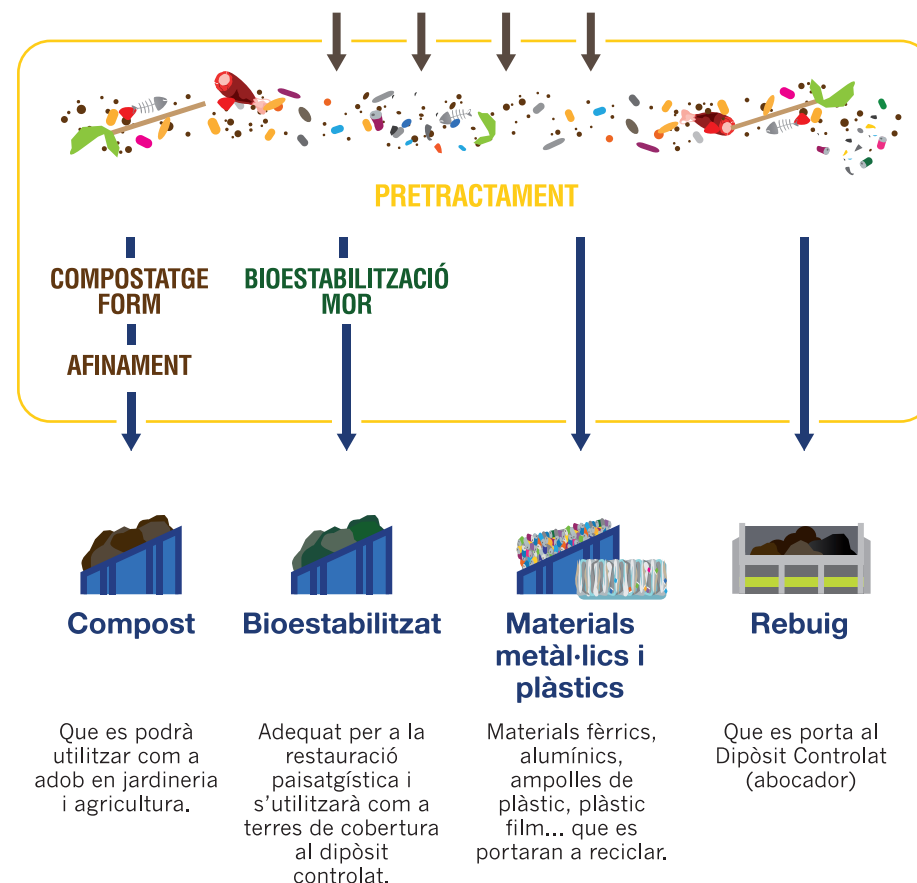 PRETRACTAMENT
COMPOSTATGE
FORM
AFINAMENT
BIOESTABILITZACIÓ
MOR
Compost
Que es podrà
utilitzar com a
adob en jardineria
i agricultura.
Bioestabilitzat
Adequat per a la
restauració
paisatgística i
s'utilitzarà com a
terres de cobertura
al dipòsit
controlat.
Materials
metàl·lics i
plàstics
Materials fèrrics,
alumínics,
ampolles de
plàstic, plàstic
film... que es
portaran a reciclar.
Rebuig
Que es porta al
Dipòsit Controlat
(abocador)